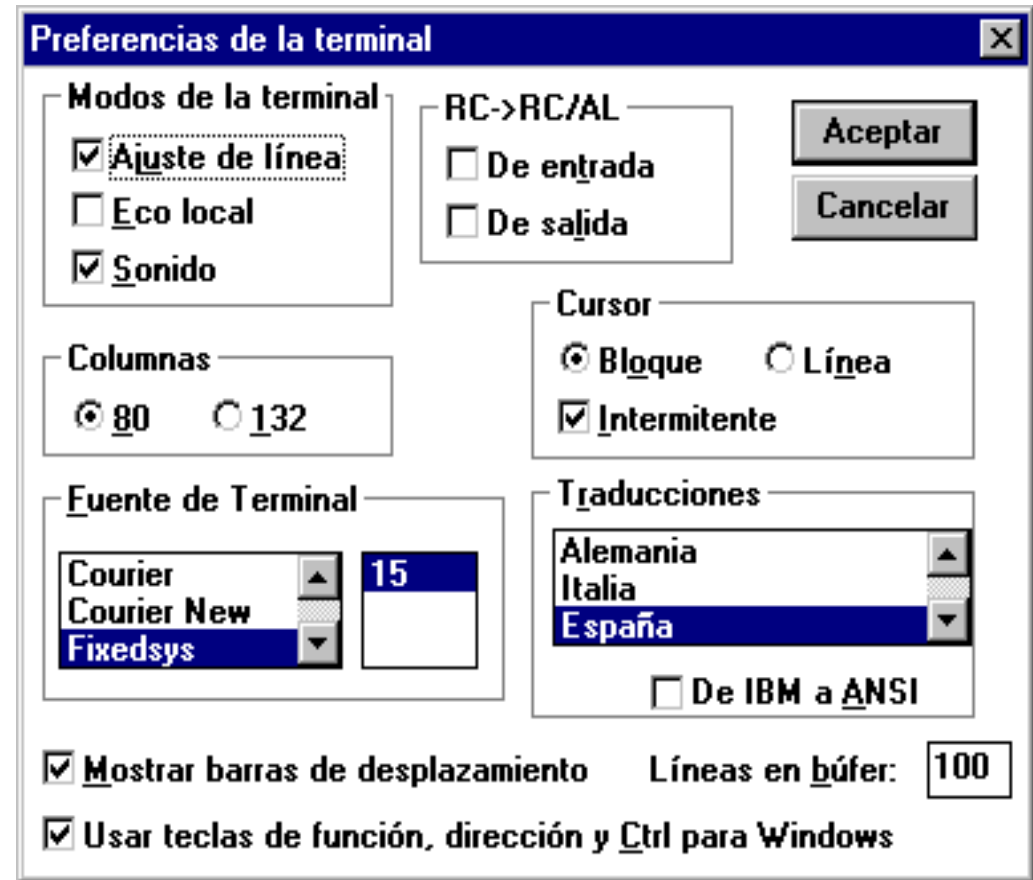 Preferencias de la terminal
Modos de la terminal
Ajuste de línea
Eco local
Sonido
RC->RC/AL
De entrada
De salida
Aceptar
Cancelar
Columnas
80 132
Cursor
Bloque Línea
Intermitente
Fuente de Terminal
Courier
Courier New
Fixedsys
15
Traducciones
Alemania
Italia
España
De IBM a ANSI
Mostrar barras de desplazamiento Líneas en búfer: 100
Usar teclas de función, dirección y Ctrl para Windows